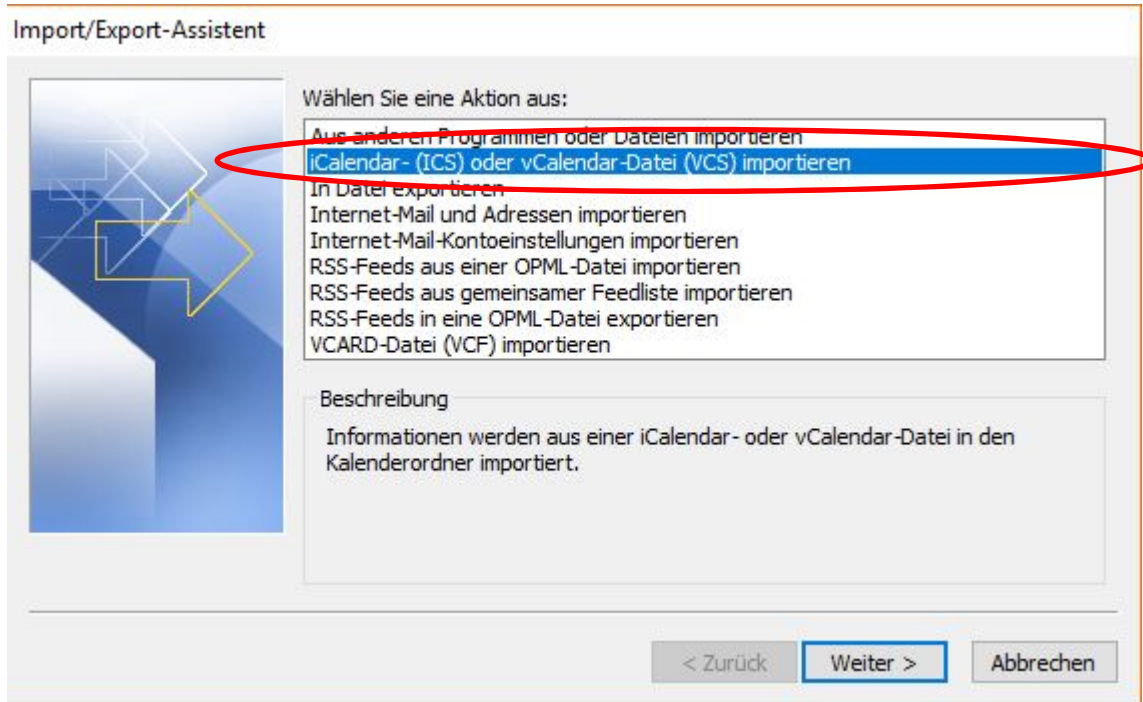 Import/Export-Assistent
Wählen Sie eine Aktion aus:
Aus anderen Programmen oder Dateien importieren
iCalendar- (ICS) oder vCalendar-Datei (VCS) importieren
In Datei exportieren
Internet-Mail und Adressen importieren
Internet-Mail-Kontoeinstellungen importieren
RSS-Feeds aus einer OPML-Datei importieren
RSS-Feeds aus gemeinsamer Feedliste importieren
RSS-Feeds in eine OPML-Datei exportieren
VCARD-Datei (VCF) importieren
Beschreibung
Informationen werden aus einer iCalendar- oder vCalendar-Datei in den
Kalenderordner importiert.
< Zurück Weiter > Abbrechen